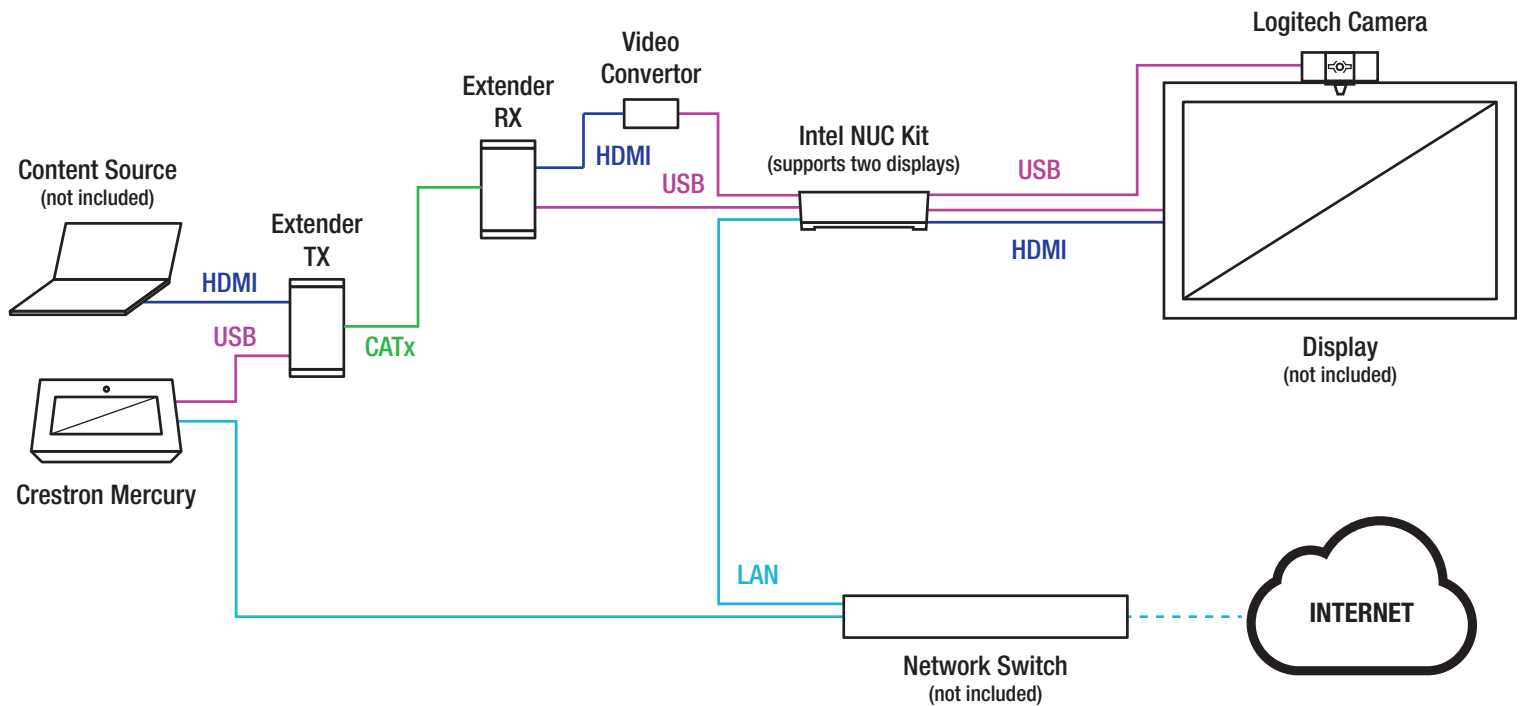 Logitech Camera
Video
Convertor
Extender
RX
Intel NUC Kit
(supports two displays)
HDMI
USB
USB
HDMI
Content Source
(not included)
Extender
TX
HDMI
USB
CATx
Display
(not included)
Crestron Mercury
LAN
INTERNET
Network Switch
(not included)